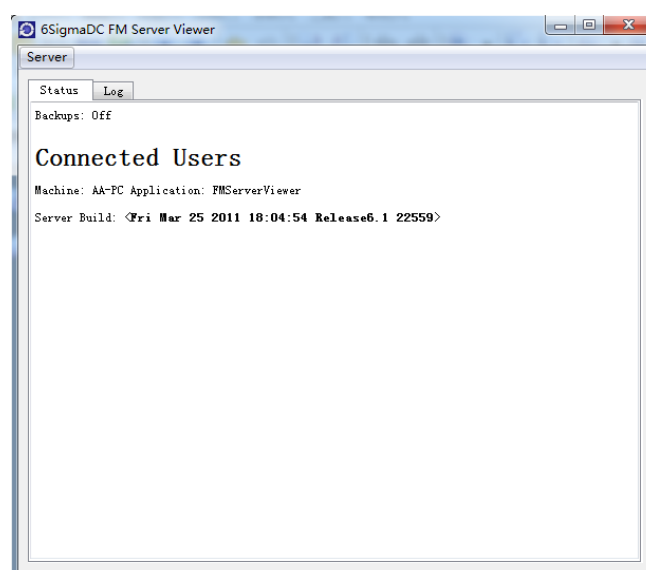 6SigmaDC FM Server Viewer
Server
Status Log
Backups: Off
Connected Users
Machine: AA-PC Application: FMServerViewer
Server Build: <Fri Mar 25 2011 18:04:54 Release6.1 22559>